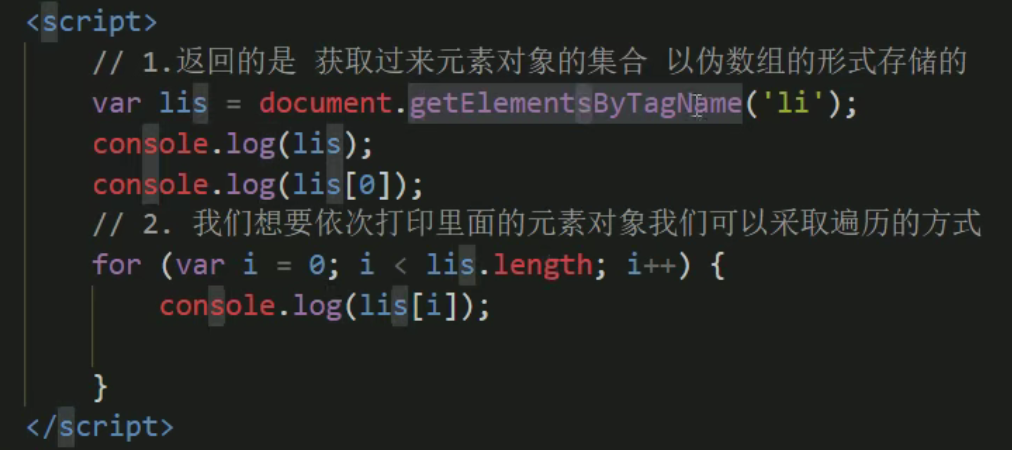 <script>
// 1.返回的是 获取过来元素对象的集合 以伪数组的形式存储的
var lis = document.getElementsByTagName('li');
console.log(lis);
console.log(lis[0]);
// 2. 我们想要依次打印里面的元素对象我们可以采取遍历的方式
for (var i = 0; i < lis.length; i++) {
console.log(lis[i]);
}
</script>